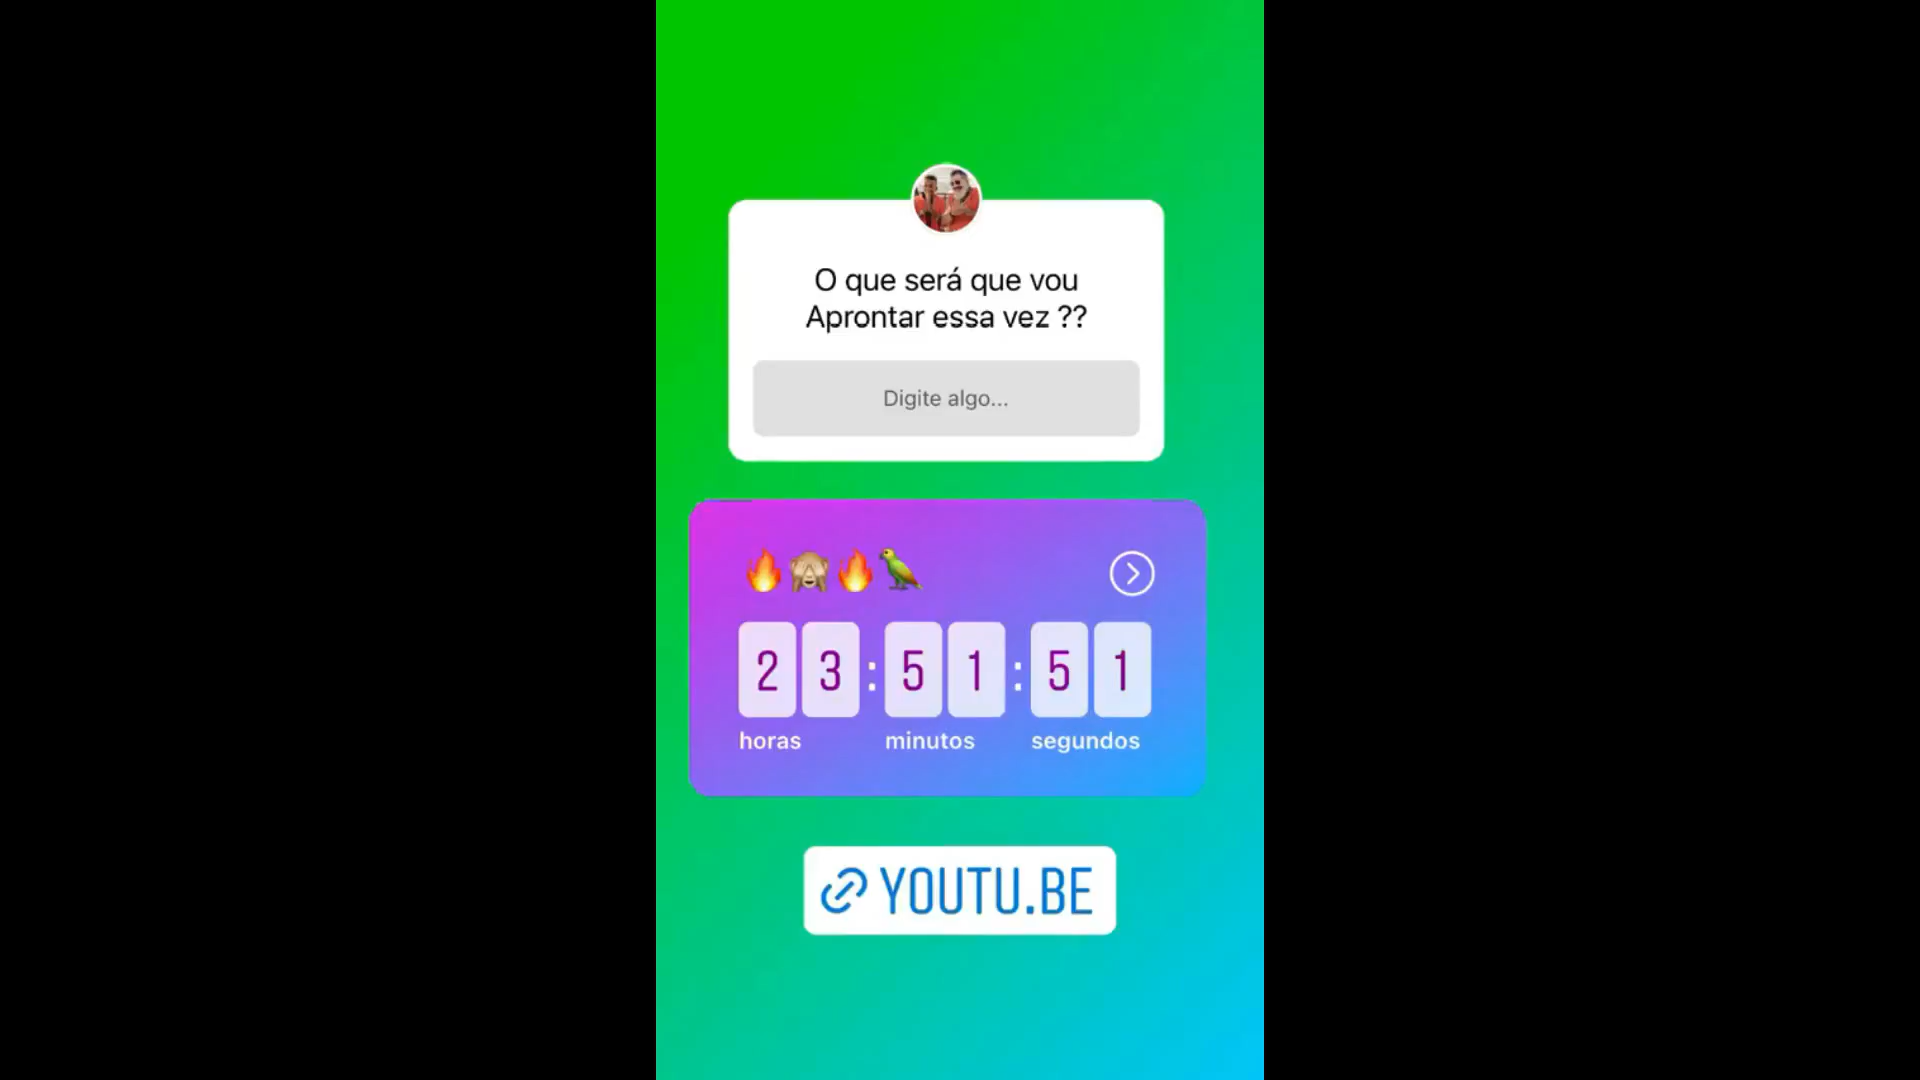 O que será que vou
Aprontar essa vez ??
Digite algo...
🔥🙈🔥🦜
23:51:51
horas minutos segundos
YOUTU.BE